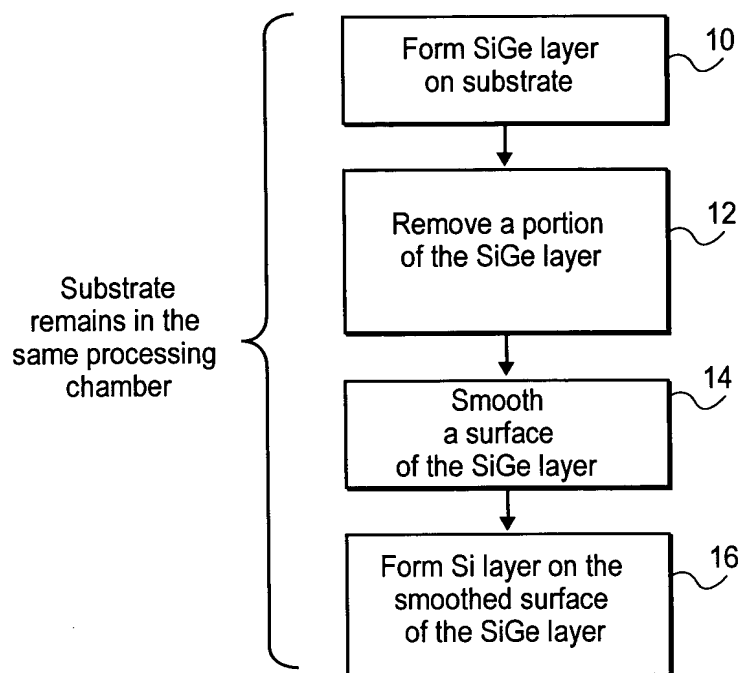 Form SiGe layer
on substrate
10
Remove a portion
of the SiGe layer
12
Substrate
remains in the
same processing
chamber
Smooth
a surface
of the SiGe layer
14
Form Si layer on the
smoothed surface
of the SiGe layer
16